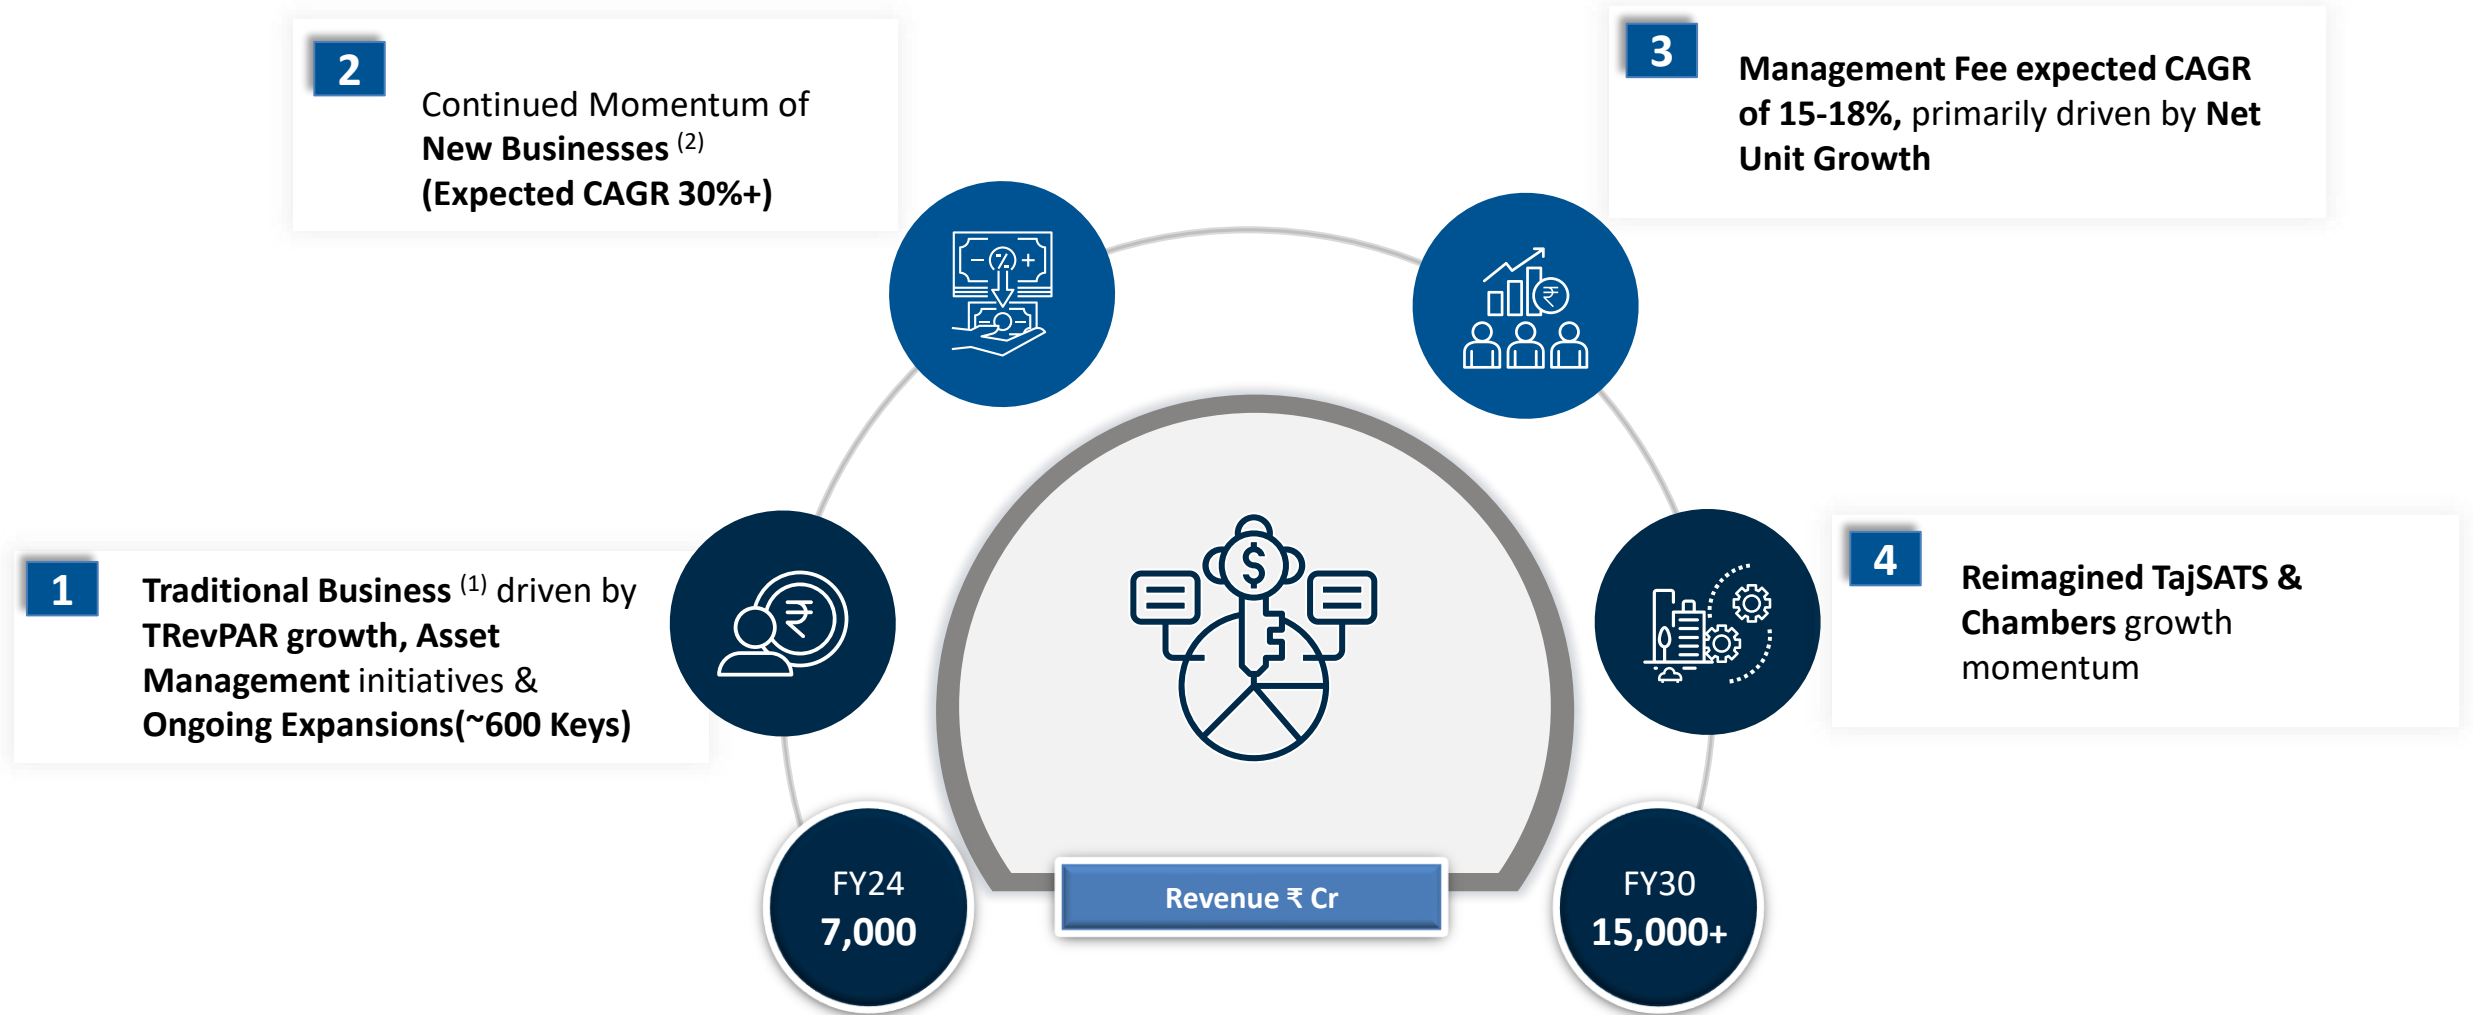 1
Traditional Business (1) driven by
TRevPAR growth, Asset
Management initiatives &
Ongoing Expansions(~600 Keys)
2
Continued Momentum of
New Businesses (2)
(Expected CAGR 30%+)
3
Management Fee expected CAGR
of 15-18%, primarily driven by Net
Unit Growth
4
Reimagined TajSATS &
Chambers growth
momentum
FY24
7,000
Revenue ₹ Cr
FY30
15,000+